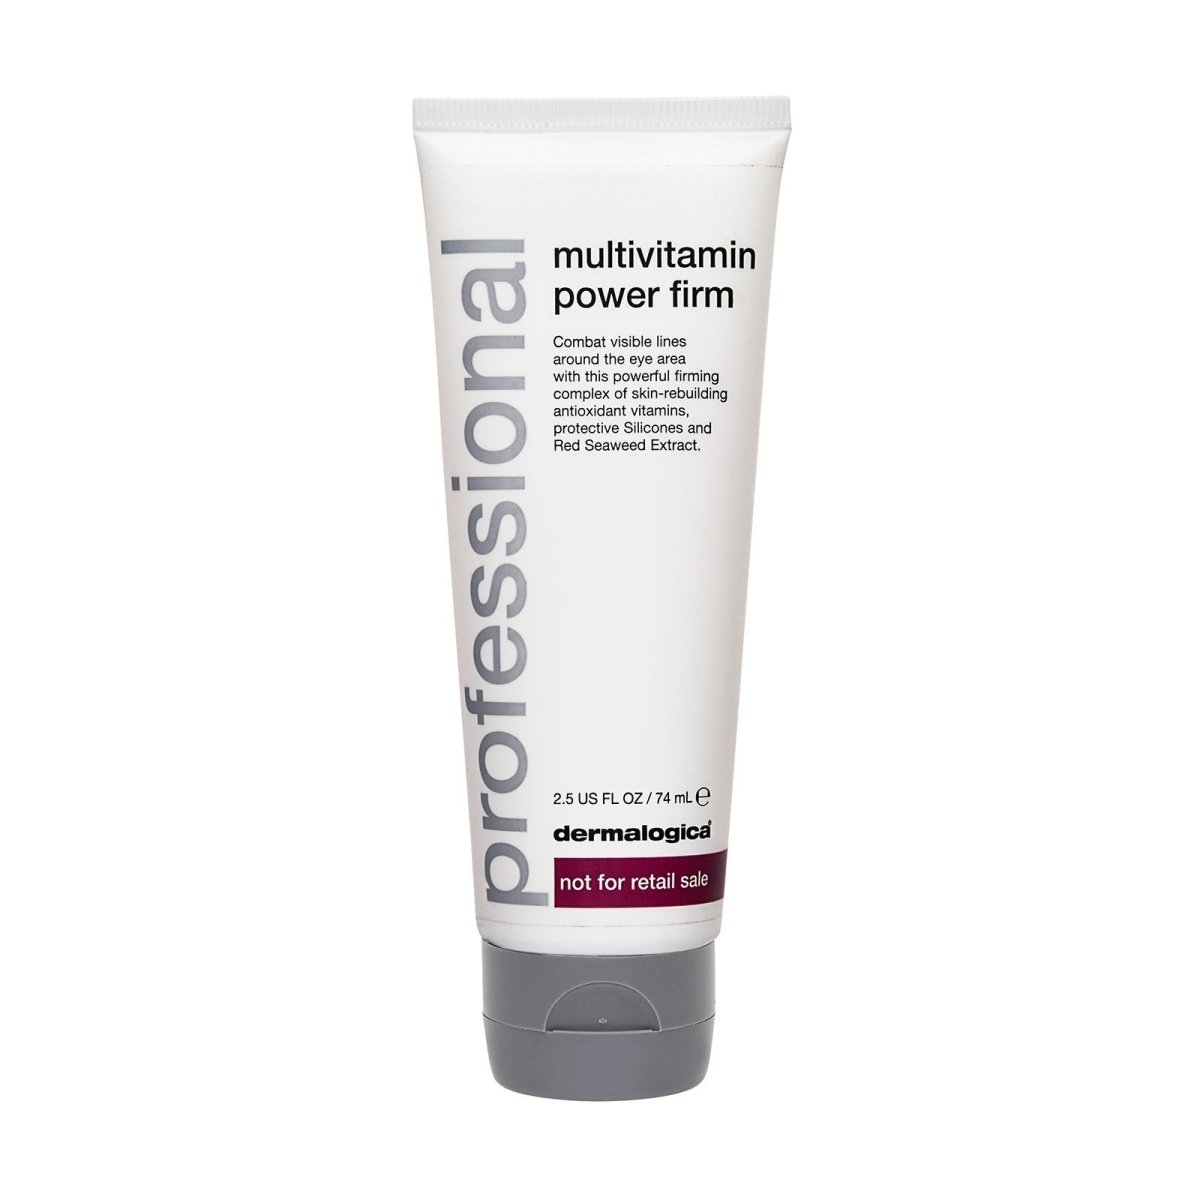 professional
multivitamin
power firm
Combat visible lines
around the eye area
with this powerful firming
complex of skin-rebuilding
antioxidant vitamins,
protective Silicones and
Red Seaweed Extract.
2.5 US FL OZ / 74 mL ℮
dermalogica®
not for retail sale